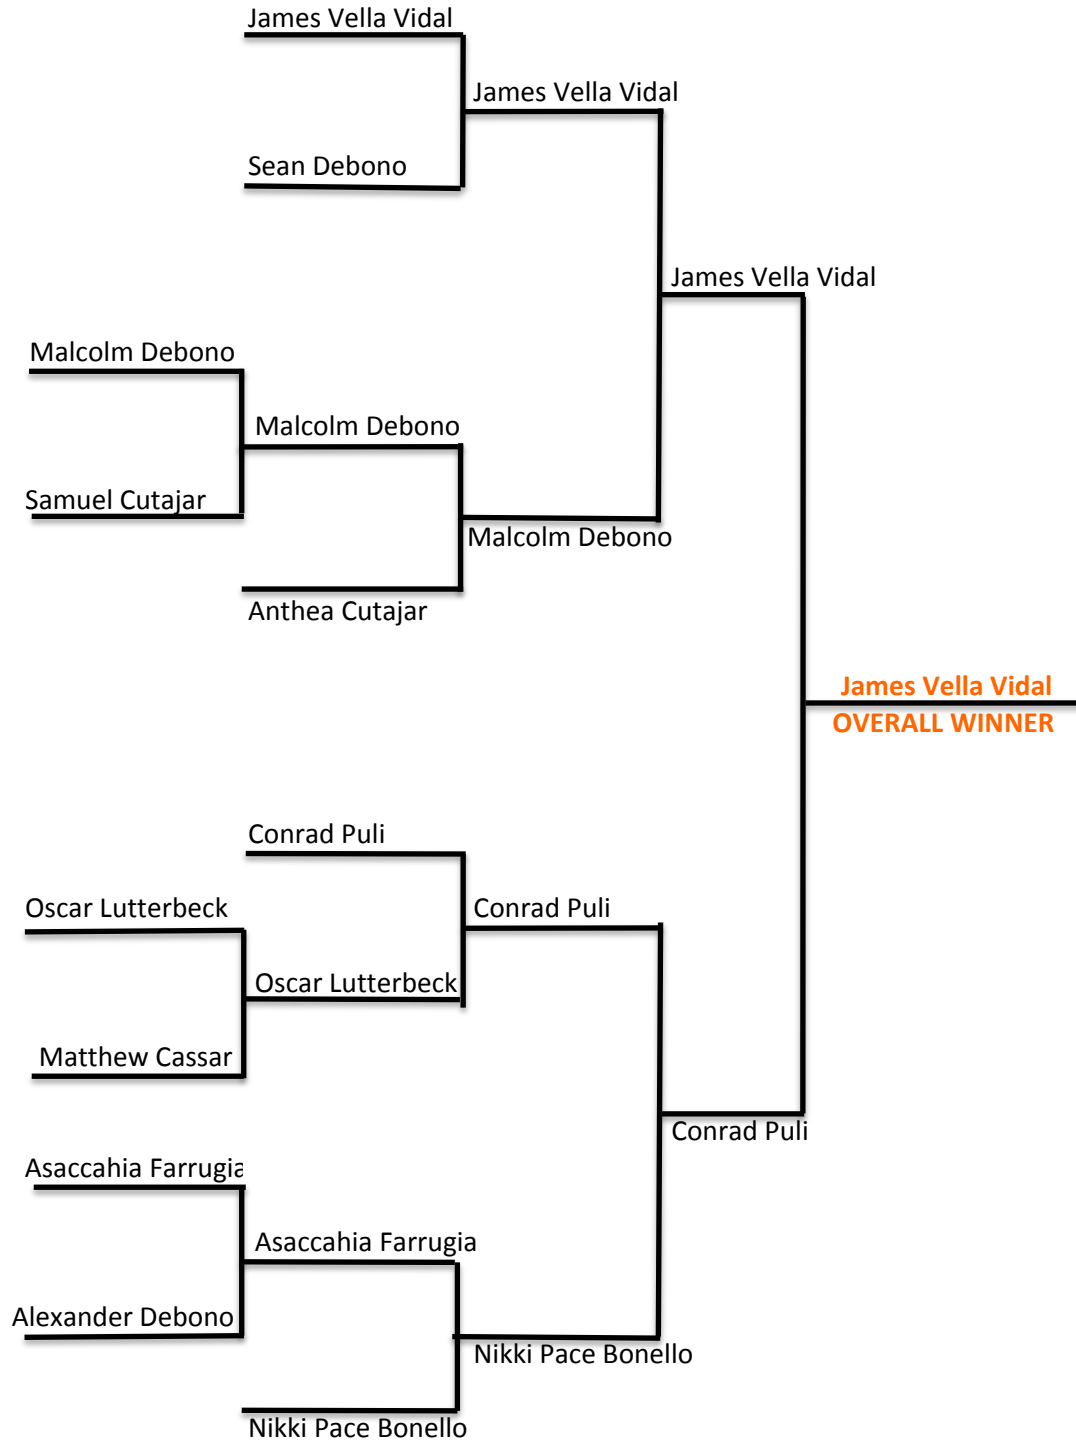 James Vella Vidal
James Vella Vidal
Sean Debono
James Vella Vidal
Malcolm Debono
Malcolm Debono
Samuel Cutajar
Malcolm Debono
Anthea Cutajar
James Vella Vidal
OVERALL WINNER
Conrad Puli
Oscar Lutterbeck
Conrad Puli
Oscar Lutterbeck
Matthew Cassar
Conrad Puli
Asaccahia Farrugia
Asaccahia Farrugia
Alexander Debono
Nikki Pace Bonello
Nikki Pace Bonello